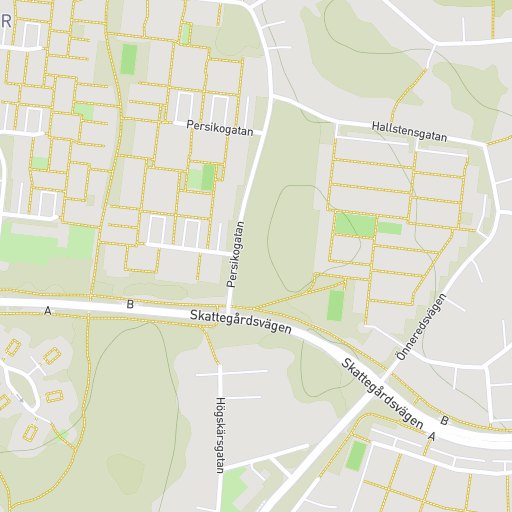 R
Persikogatan
Hallstensgatan
Persikogatan
A
B
Skattegårdsvägen
Önneredsvägen
Skattegårdsvägen
Högskärsgatan
B
A